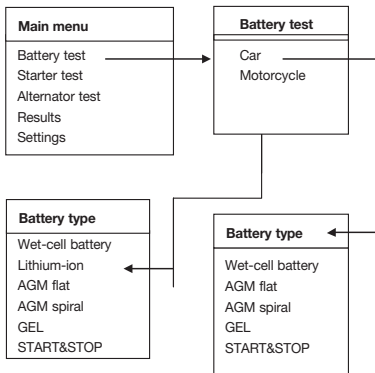 Main menu
Battery test
Starter test
Alternator test
Results
Settings
Battery test
Car
Motorcycle
Battery type
Wet-cell battery
Lithium-ion
AGM flat
AGM spiral
GEL
START&STOP
Battery type
Wet-cell battery
AGM flat
AGM spiral
GEL
START&STOP